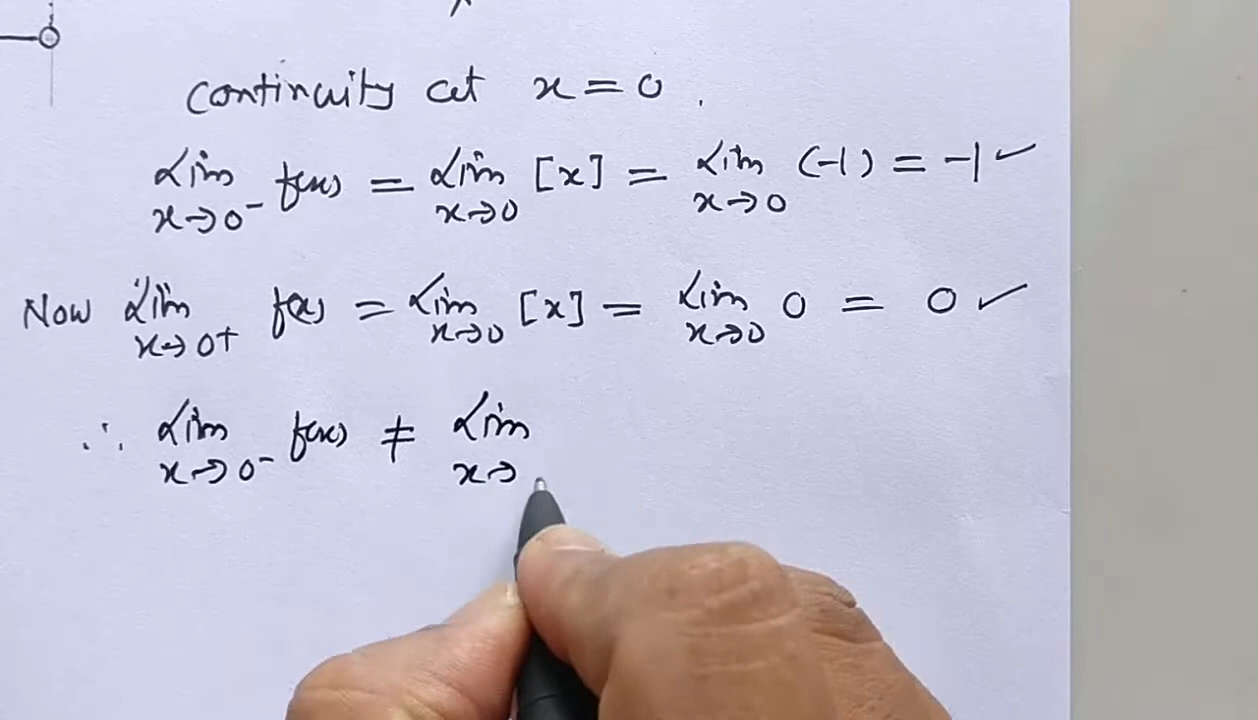 continuity at x = 0.
Lim x→0⁻ f(x) = Lim x→0 [x] = Lim x→0 (-1) = -1 ✓
Now Lim x→0+ f(x) = Lim x→0 [x] = Lim x→0 0 = 0 ✓
∴ Lim x→0⁻ f(x) ≠ Lim x→